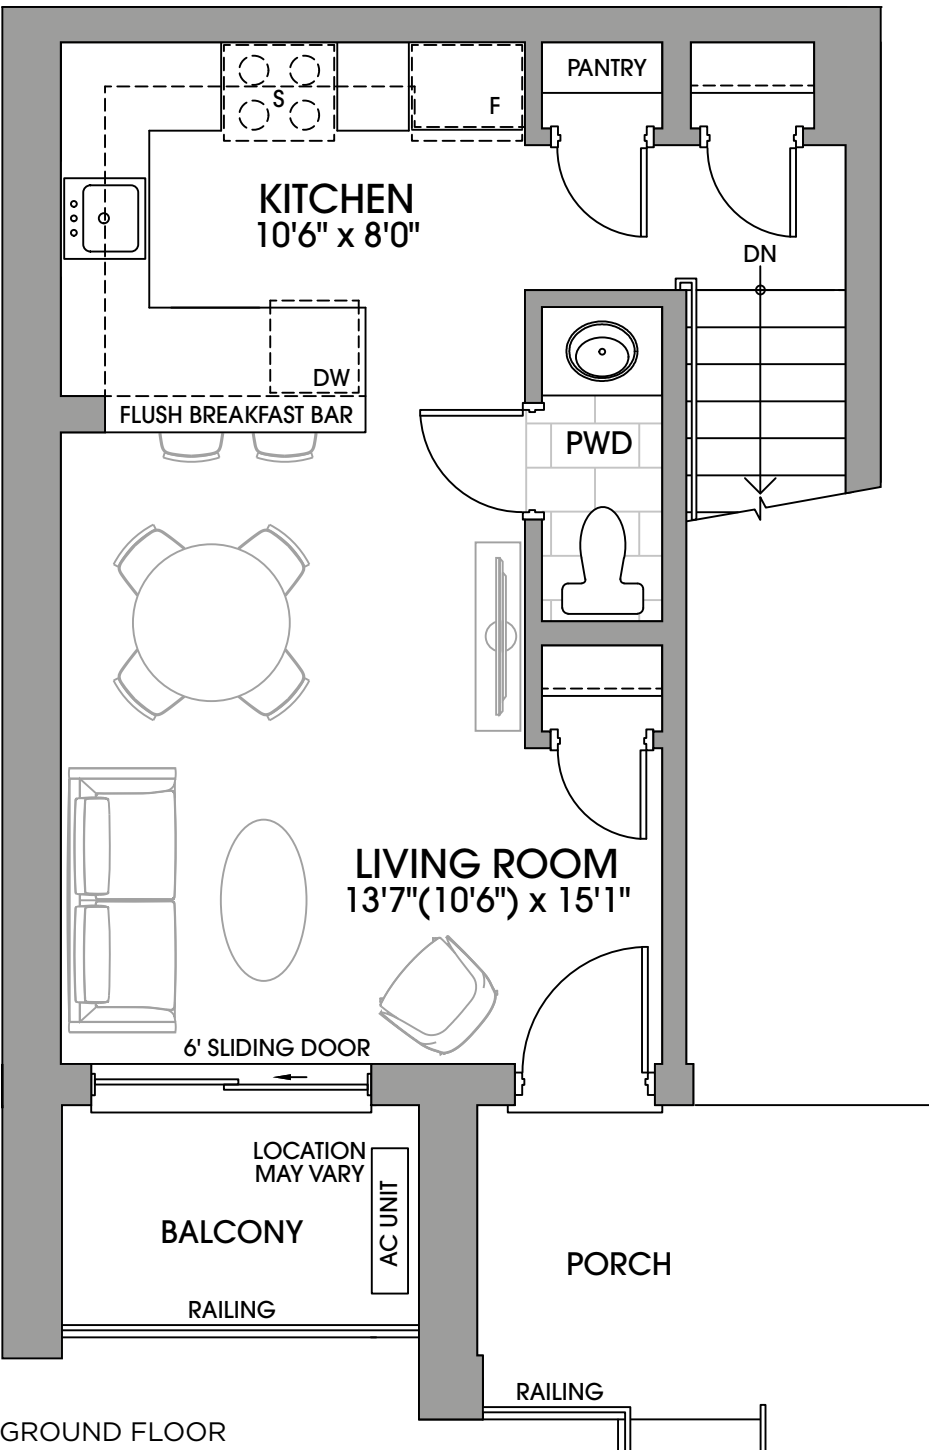 PANTRY
S
F
KITCHEN
10'6" x 8'0"
DN
DW
FLUSH BREAKFAST BAR
PWD
LIVING ROOM
13'7"(10'6") x 15'1"
6' SLIDING DOOR
LOCATION
MAY VARY
AC UNIT
BALCONY
PORCH
RAILING
RAILING
GROUND FLOOR